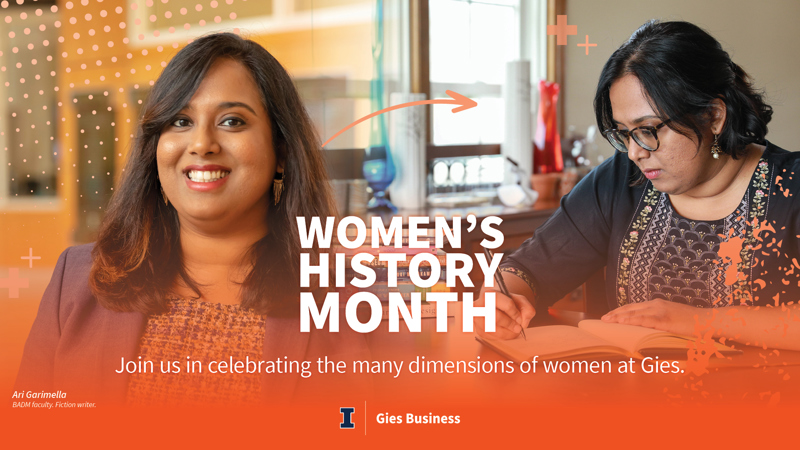 WOMEN'S
HISTORY
MONTH
Join us in celebrating the many dimensions of women at Gies.
Ari Garimella
BADM faculty. Fiction writer.
I
Gies Business